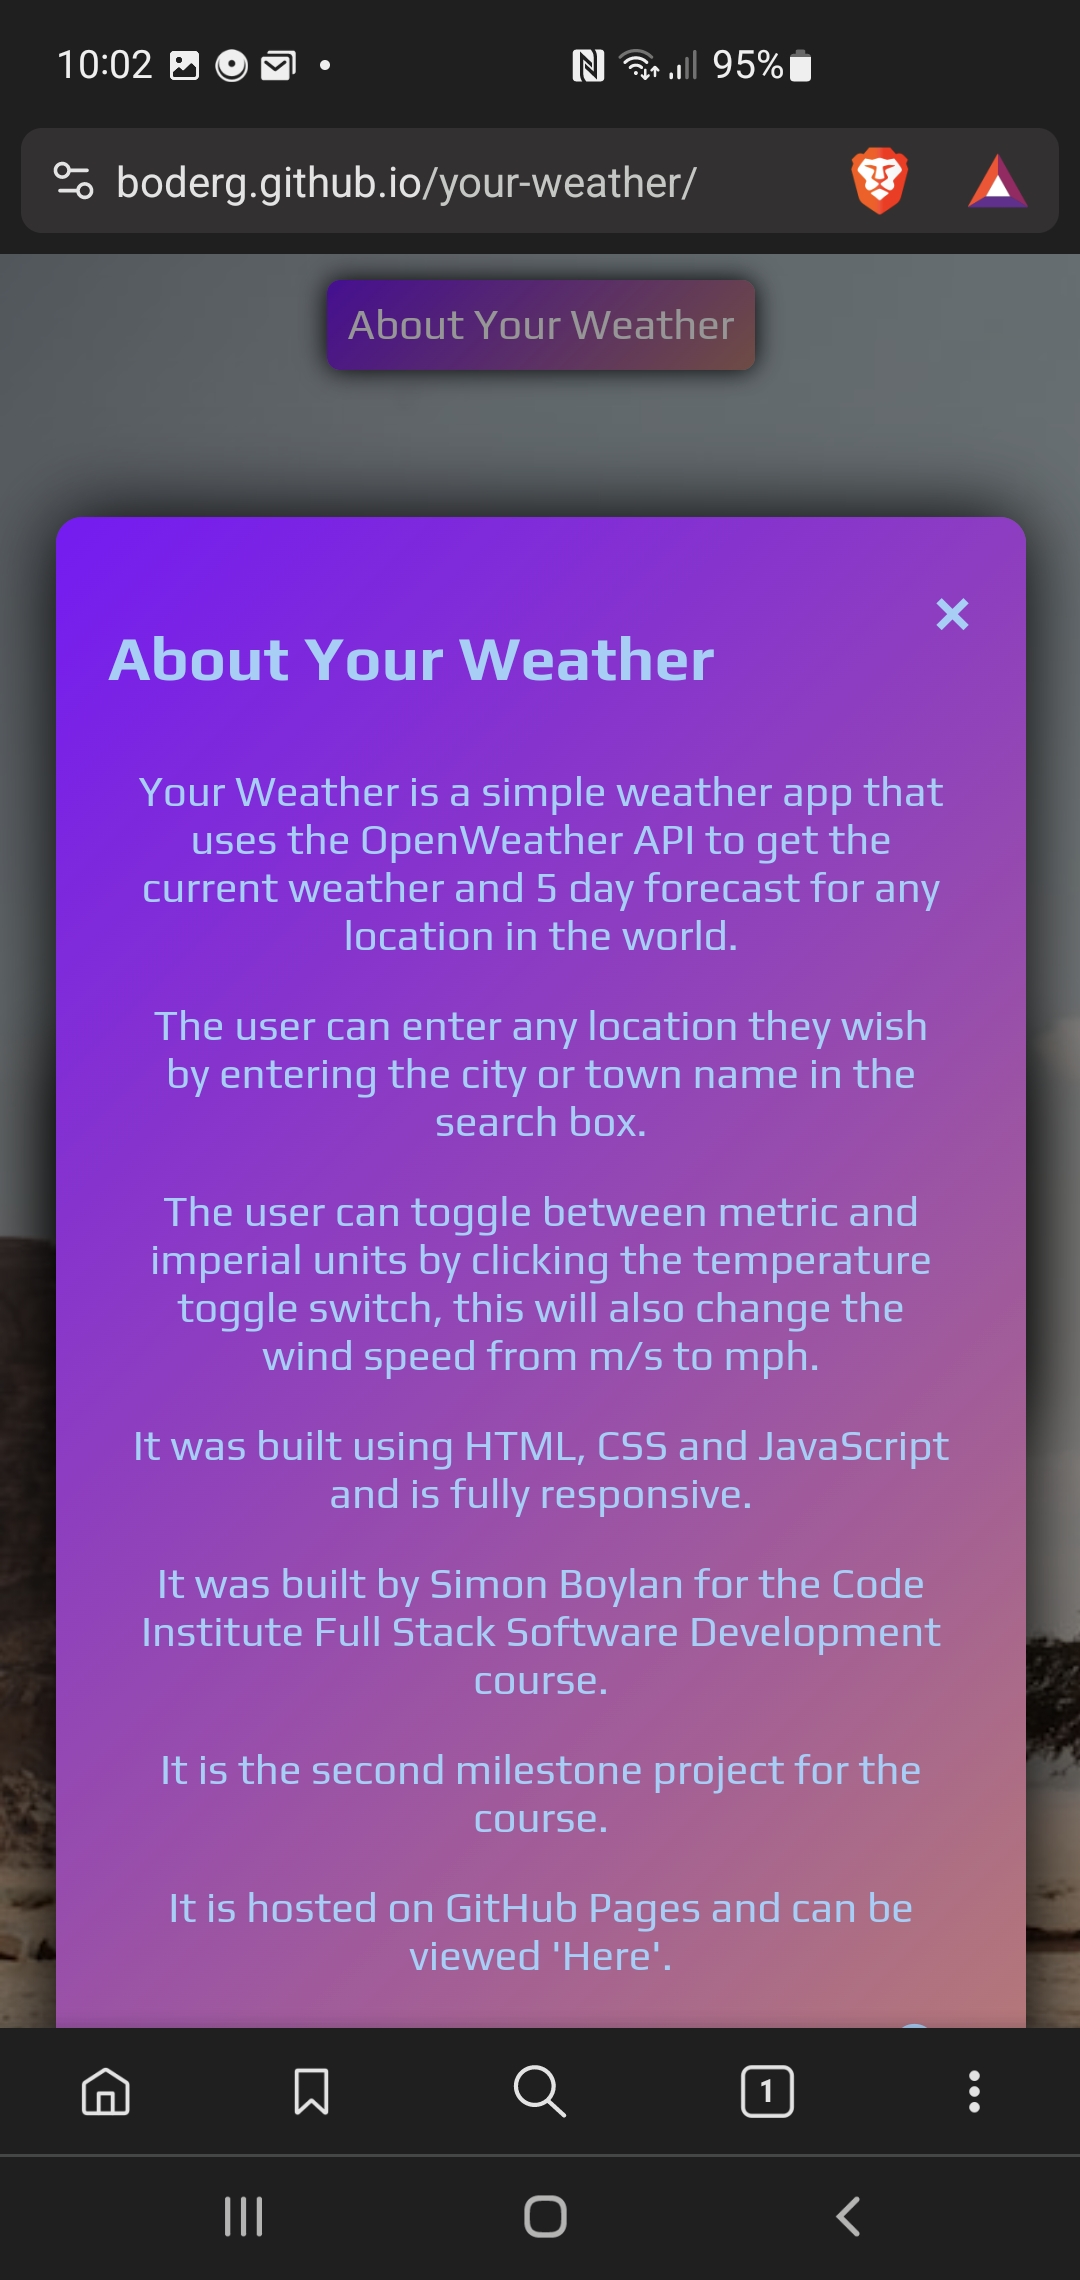 10:02
95%
boderg.github.io/your-weather/
About Your Weather
About Your Weather
Your Weather is a simple weather app that
uses the OpenWeather API to get the
current weather and 5 day forecast for any
location in the world.
The user can enter any location they wish
by entering the city or town name in the
search box.
The user can toggle between metric and
imperial units by clicking the temperature
toggle switch, this will also change the
wind speed from m/s to mph.
It was built using HTML, CSS and JavaScript
and is fully responsive.
It was built by Simon Boylan for the Code
Institute Full Stack Software Development
course.
It is the second milestone project for the
course.
It is hosted on GitHub Pages and can be
viewed 'Here'.
1